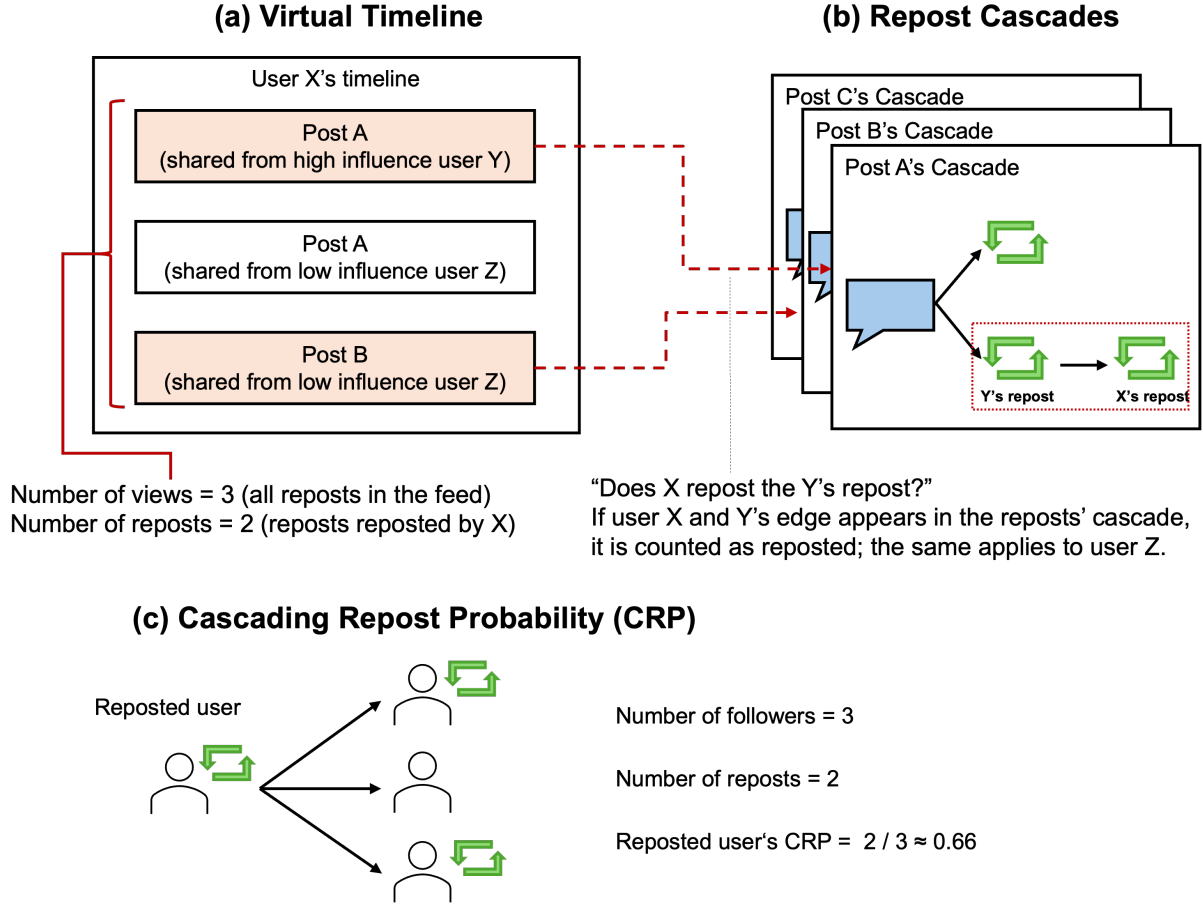 (a) Virtual Timeline
User X’s timeline
Post A
(shared from high influence user Y)
Post A
(shared from low influence user Z)
Post B
(shared from low influence user Z)
Number of views = 3 (all reposts in the feed)
Number of reposts = 2 (reposts reposted by X)
(b) Repost Cascades
Post C’s Cascade
Post B’s Cascade
Post A’s Cascade
Y’s repost
X’s repost
“Does X repost the Y’s repost?”
If user X and Y’s edge appears in the reposts’ cascade,
it is counted as reposted; the same applies to user Z.
(c) Cascading Repost Probability (CRP)
Reposted user
Number of followers = 3
Number of reposts = 2
Reposted user‘s CRP = 2 / 3 ≈ 0.66